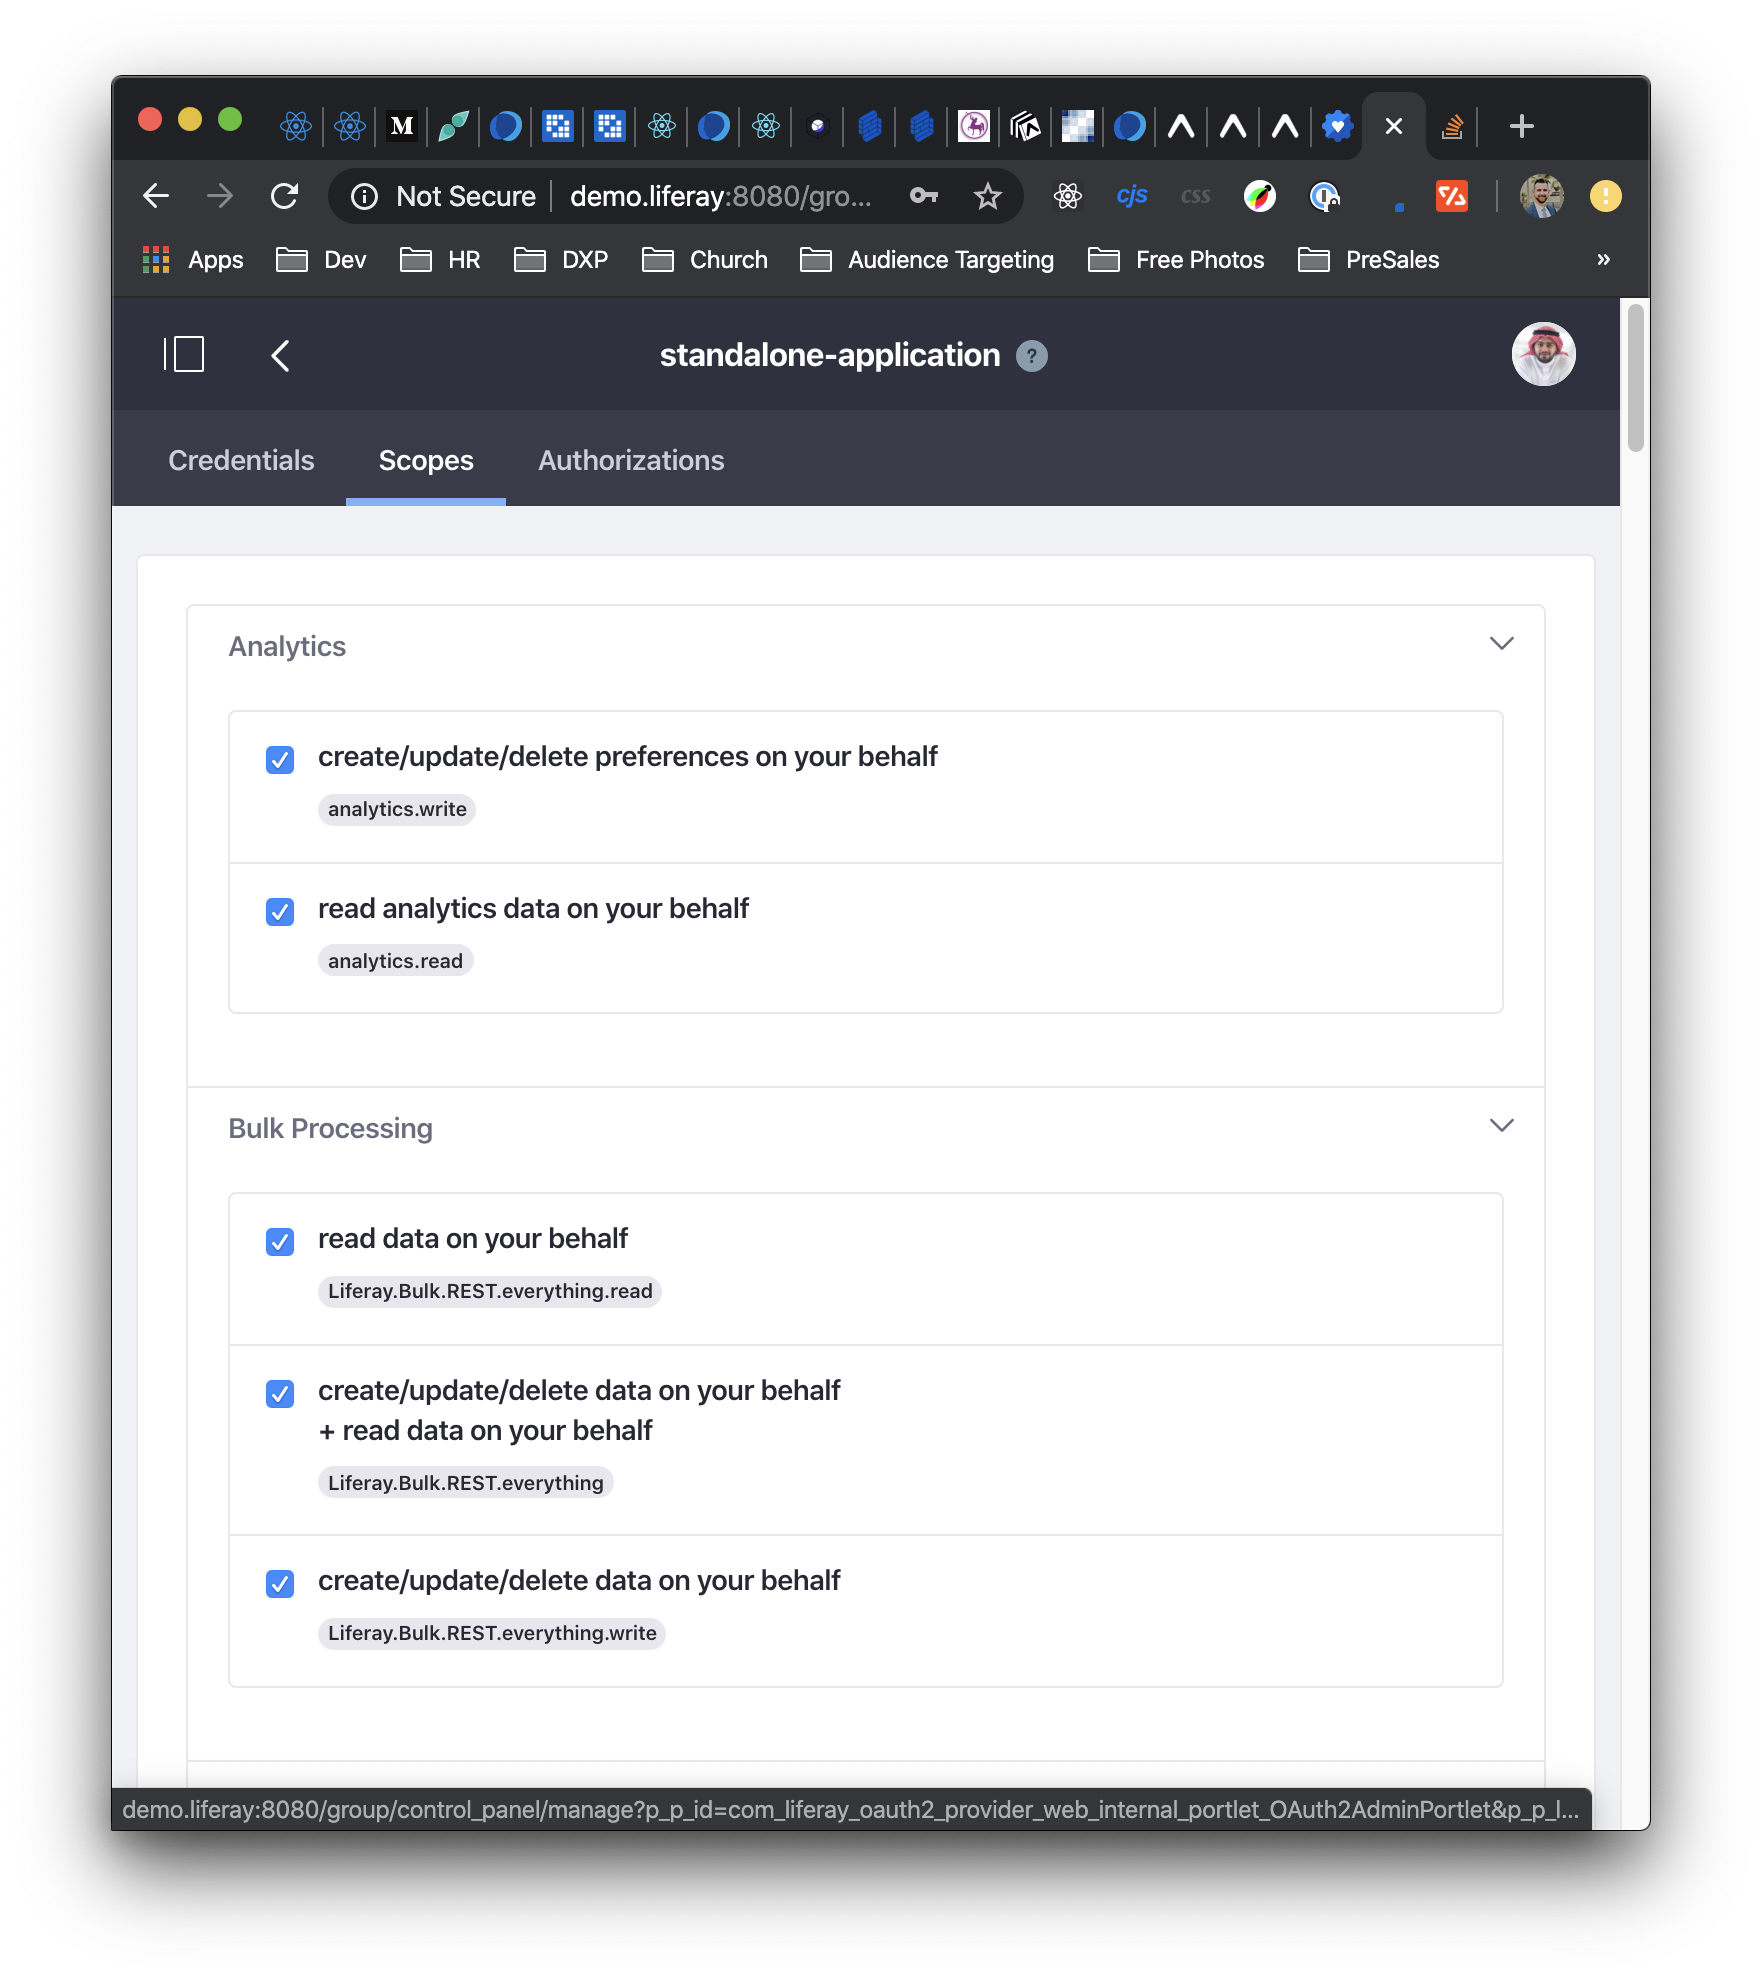 M
Not Secure
demo.liferay:8080/gro...
cjs
css
Apps
Dev
HR
DXP
Church
Audience Targeting
Free Photos
PreSales
»
standalone-application ?
Credentials
Scopes
Authorizations
Analytics
create/update/delete preferences on your behalf
analytics.write
read analytics data on your behalf
analytics.read
Bulk Processing
read data on your behalf
Liferay.Bulk.REST.everything.read
create/update/delete data on your behalf
+ read data on your behalf
Liferay.Bulk.REST.everything
create/update/delete data on your behalf
Liferay.Bulk.REST.everything.write
demo.liferay:8080/group/control_panel/manage?p_p_id=com_liferay_oauth2_provider_web_internal_portlet_OAuth2AdminPortlet&p_p_l...